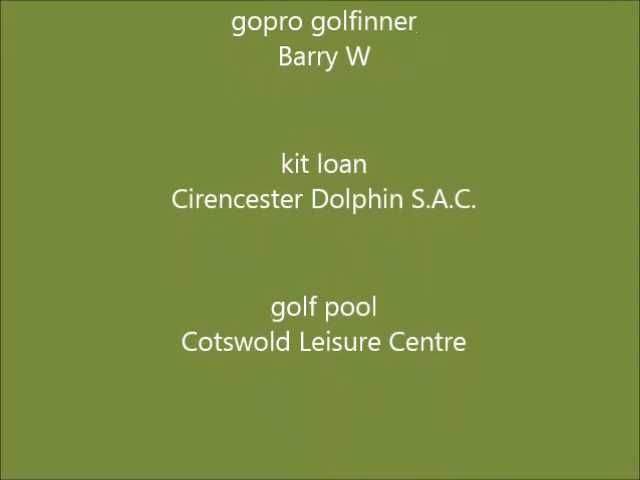 gopro golfinner
Barry W
kit loan
Cirencester Dolphin S.A.C.
golf pool
Cotswold Leisure Centre